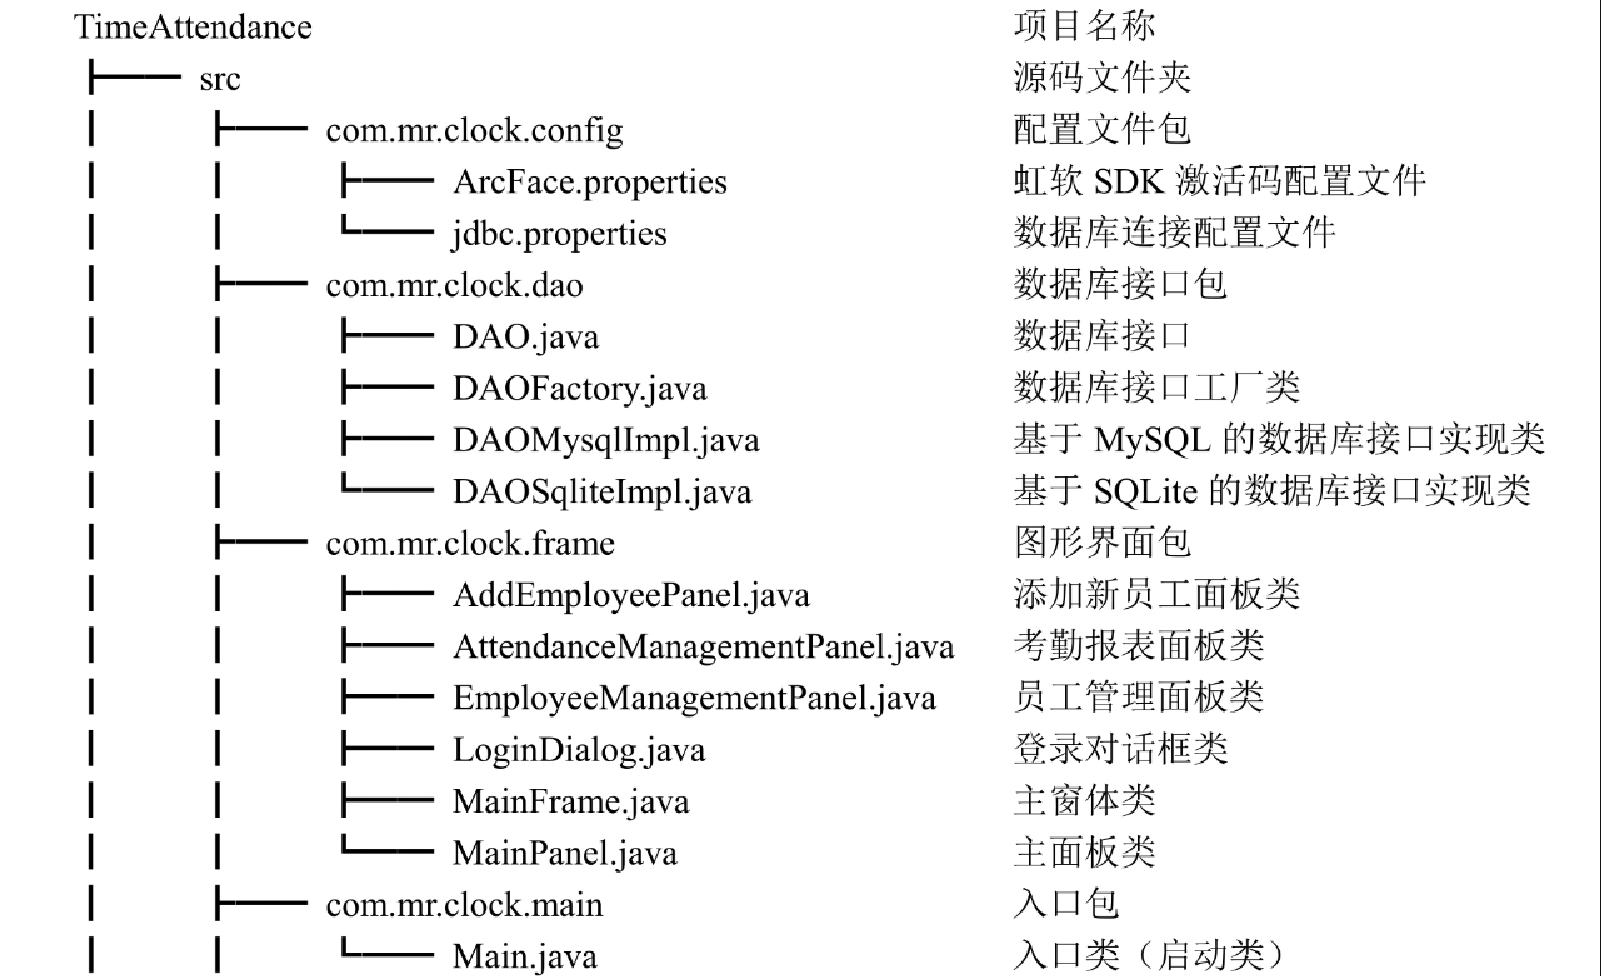 TimeAttendance 项目名称
├── src 源码文件夹
│ ├── com.mr.clock.config 配置文件包
│ │ ├── ArcFace.properties 虹软 SDK 激活码配置文件
│ │ └── jdbc.properties 数据库连接配置文件
│ ├── com.mr.clock.dao 数据库接口包
│ │ ├── DAO.java 数据库接口
│ │ ├── DAOFactory.java 数据库接口工厂类
│ │ ├── DAOMysqlImpl.java 基于 MySQL 的数据库接口实现类
│ │ └── DAOSqliteImpl.java 基于 SQLite 的数据库接口实现类
│ ├── com.mr.clock.frame 图形界面包
│ │ ├── AddEmployeePanel.java 添加新员工面板类
│ │ ├── AttendanceManagementPanel.java 考勤报表面板类
│ │ ├── EmployeeManagementPanel.java 员工管理面板类
│ │ ├── LoginDialog.java 登录对话框类
│ │ ├── MainFrame.java 主窗体类
│ │ └── MainPanel.java 主面板类
│ ├── com.mr.clock.main 入口包
│ │ └── Main.java 入口类（启动类）